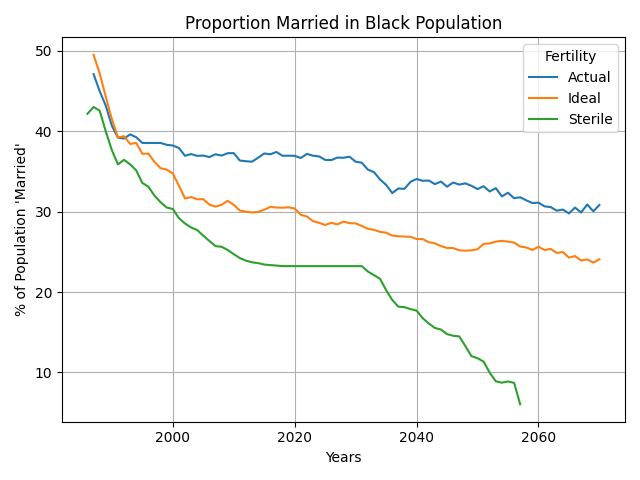 Proportion Married in Black Population
% of Population 'Married'
50
40
30
20
10
Fertility
Actual
Ideal
Sterile
2000
2020
2040
2060
Years